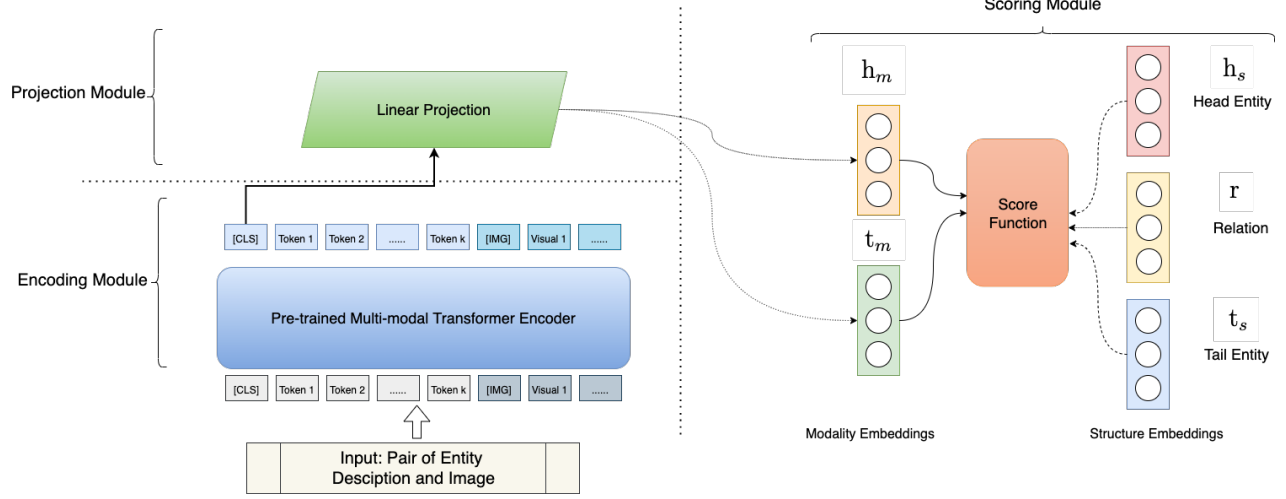 Scoring Module
Projection Module
Linear Projection
h_m
h_s
Head Entity
Score
Function
r
Relation
t_m
t_s
Tail Entity
Encoding Module
[CLS] Token 1 Token 2 ...... Token k [IMG] Visual 1 ......
Pre-trained Multi-modal Transformer Encoder
[CLS] Token 1 Token 2 ...... Token k [IMG] Visual 1 ......
Input: Pair of Entity
Desciption and Image
Modality Embeddings
Structure Embeddings